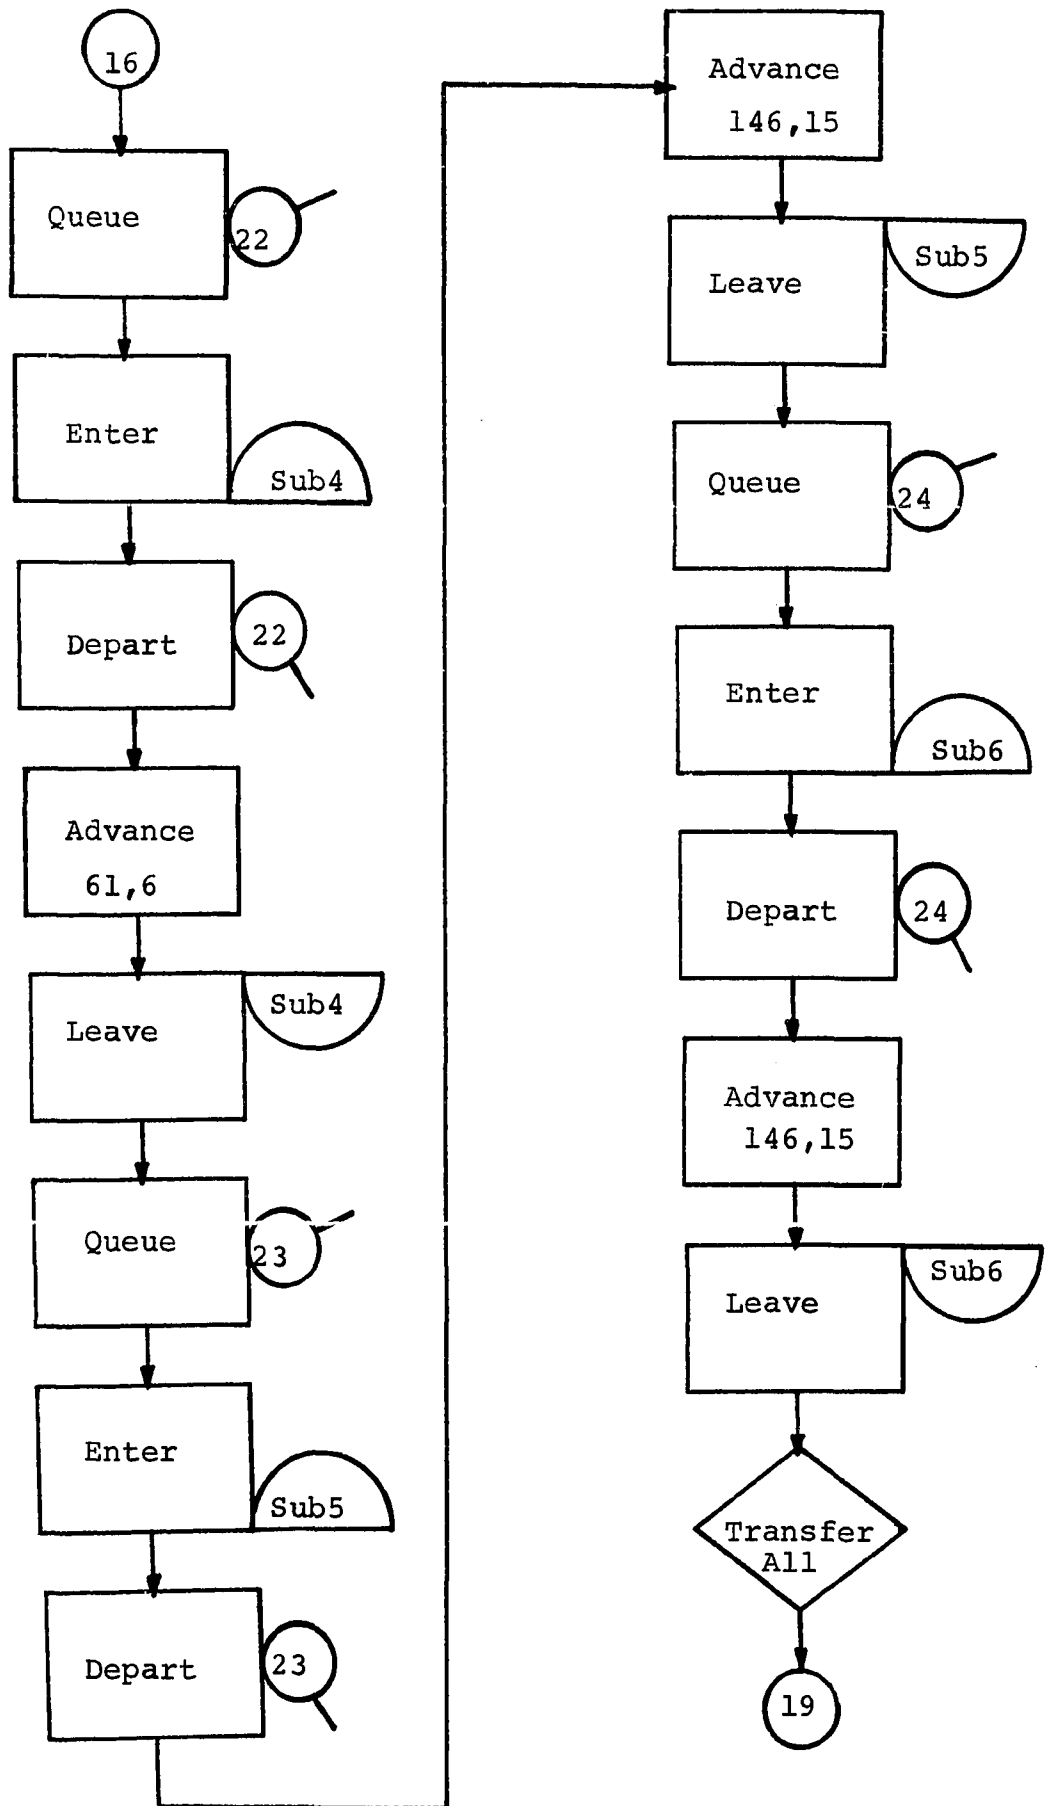 16
Queue
22
Enter
Sub4
Depart
22
Advance
61,6
Leave
Sub4
Queue
23
Enter
Sub5
Depart
23
Advance
146,15
Leave
Sub5
Queue
24
Enter
Sub6
Depart
24
Advance
146,15
Leave
Sub6
Transfer
All
19